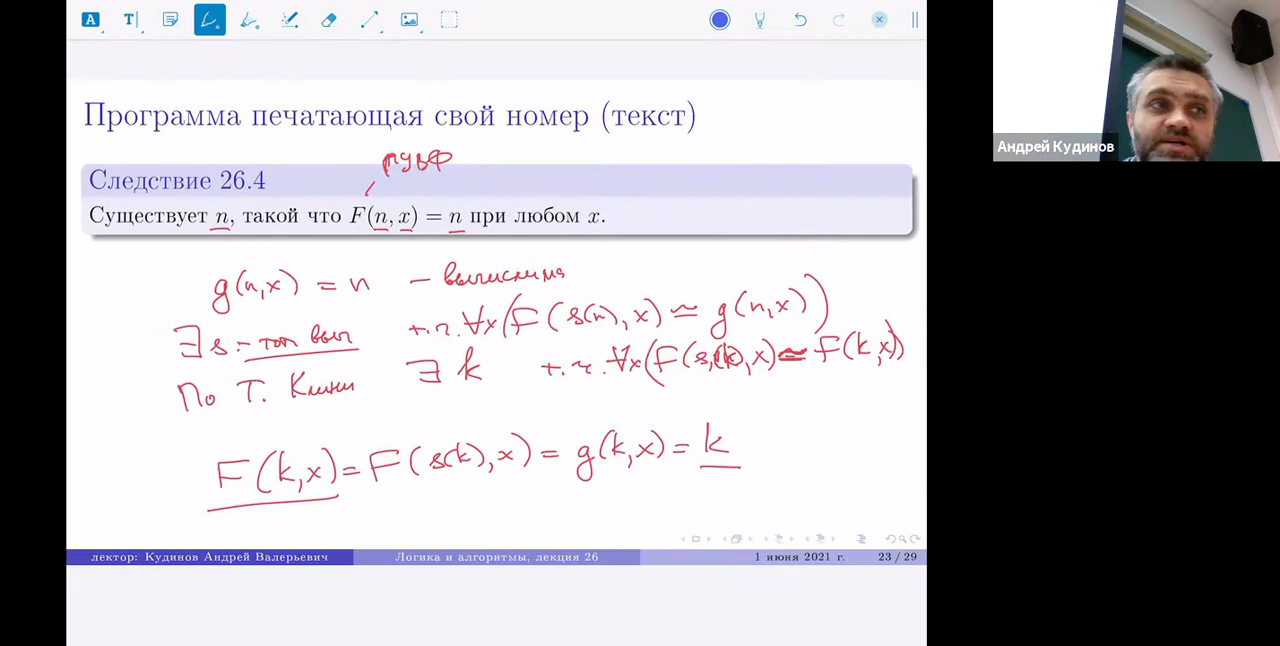 Программа печатающая свой номер (текст)
Следствие 26.4
Существует n, такой что F(n, x) = n при любом x.
g(n,x) = n – вычислима
∃ s – тот выч т.ч. ∀x(F(s(n),x) ≃ g(n,x))
По Т. Клини ∃ k т.ч. ∀x(F(s(k),x) ≃ F(k,x))
F(k,x) = F(s(k),x) = g(k,x) = k
лектор: Кудинов Андрей Валерьевич Логика и алгоритмы, лекция 26 1 июня 2021 г. 23 / 29
Андрей Кудинов